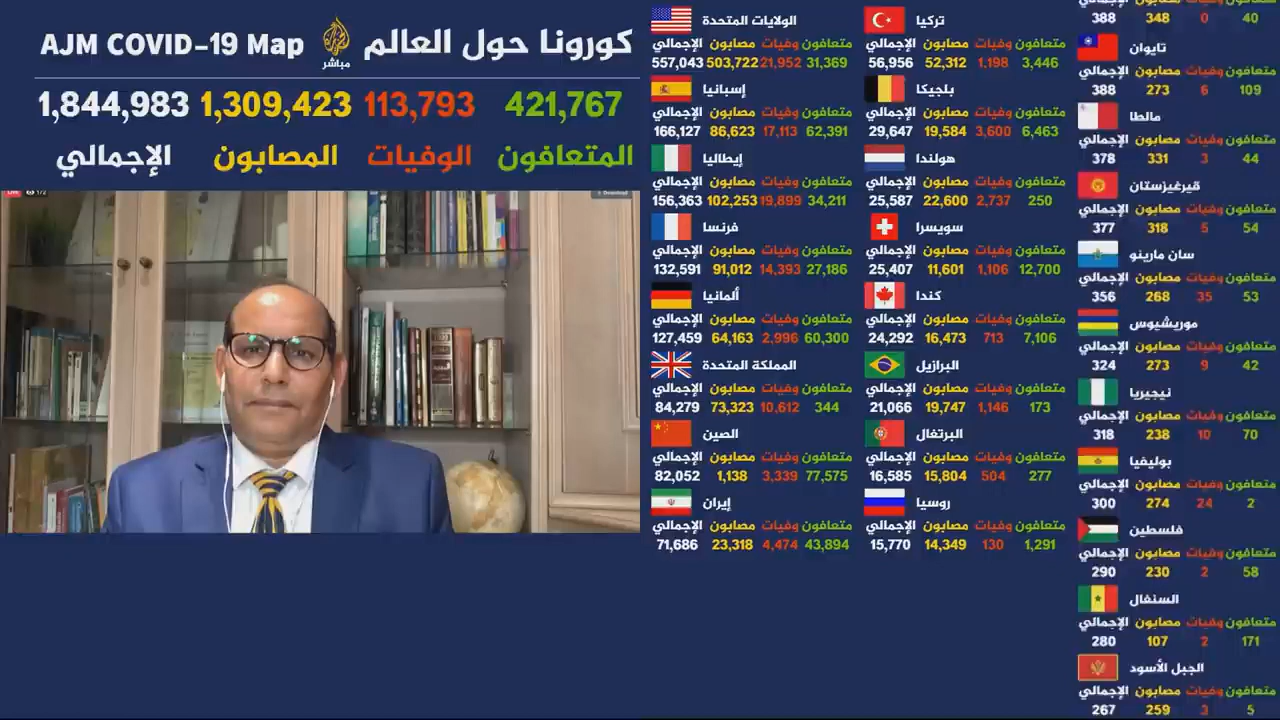 AJM COVID-19 Map مباشر كورونا حول العالم
1,844,983 1,309,423 113,793 421,767
الإجمالي المصابون الوفيات المتعافون
LIVE
Download
الولايات المتحدة
الإجمالي مصابون وفيات متعافون
557,043 503,722 21,952 31,369
إسبانيا
الإجمالي مصابون وفيات متعافون
166,127 86,623 17,113 62,391
إيطاليا
الإجمالي مصابون وفيات متعافون
156,363 102,253 19,899 34,211
فرنسا
الإجمالي مصابون وفيات متعافون
132,591 91,012 14,393 27,186
ألمانيا
الإجمالي مصابون وفيات متعافون
127,459 64,163 2,996 60,300
المملكة المتحدة
الإجمالي مصابون وفيات متعافون
84,279 73,323 10,612 344
الصين
الإجمالي مصابون وفيات متعافون
82,052 1,138 3,339 77,575
إيران
الإجمالي مصابون وفيات متعافون
71,686 23,318 4,474 43,894
تركيا
الإجمالي مصابون وفيات متعافون
56,956 52,312 1,198 3,446
بلجيكا
الإجمالي مصابون وفيات متعافون
29,647 19,584 3,600 6,463
هولندا
الإجمالي مصابون وفيات متعافون
25,587 22,600 2,737 250
سويسرا
الإجمالي مصابون وفيات متعافون
25,407 11,601 1,106 12,700
كندا
الإجمالي مصابون وفيات متعافون
24,292 16,473 713 7,106
البرازيل
الإجمالي مصابون وفيات متعافون
21,066 19,747 1,146 173
البرتغال
الإجمالي مصابون وفيات متعافون
16,585 15,804 504 277
روسيا
الإجمالي مصابون وفيات متعافون
15,770 14,349 130 1,291
388 348 0 40
تايوان
الإجمالي مصابون وفيات متعافون
388 273 6 109
مالطا
الإجمالي مصابون وفيات متعافون
378 331 3 44
قيرغيزستان
الإجمالي مصابون وفيات متعافون
377 318 5 54
سان مارينو
الإجمالي مصابون وفيات متعافون
356 268 35 53
موريشيوس
الإجمالي مصابون وفيات متعافون
324 273 9 42
نيجيريا
الإجمالي مصابون وفيات متعافون
318 238 10 70
بوليفيا
الإجمالي مصابون وفيات متعافون
300 274 24 2
فلسطين
الإجمالي مصابون وفيات متعافون
290 230 2 58
السنغال
الإجمالي مصابون وفيات متعافون
280 107 2 171
الجبل الأسود
الإجمالي مصابون وفيات متعافون
267 259 3 5